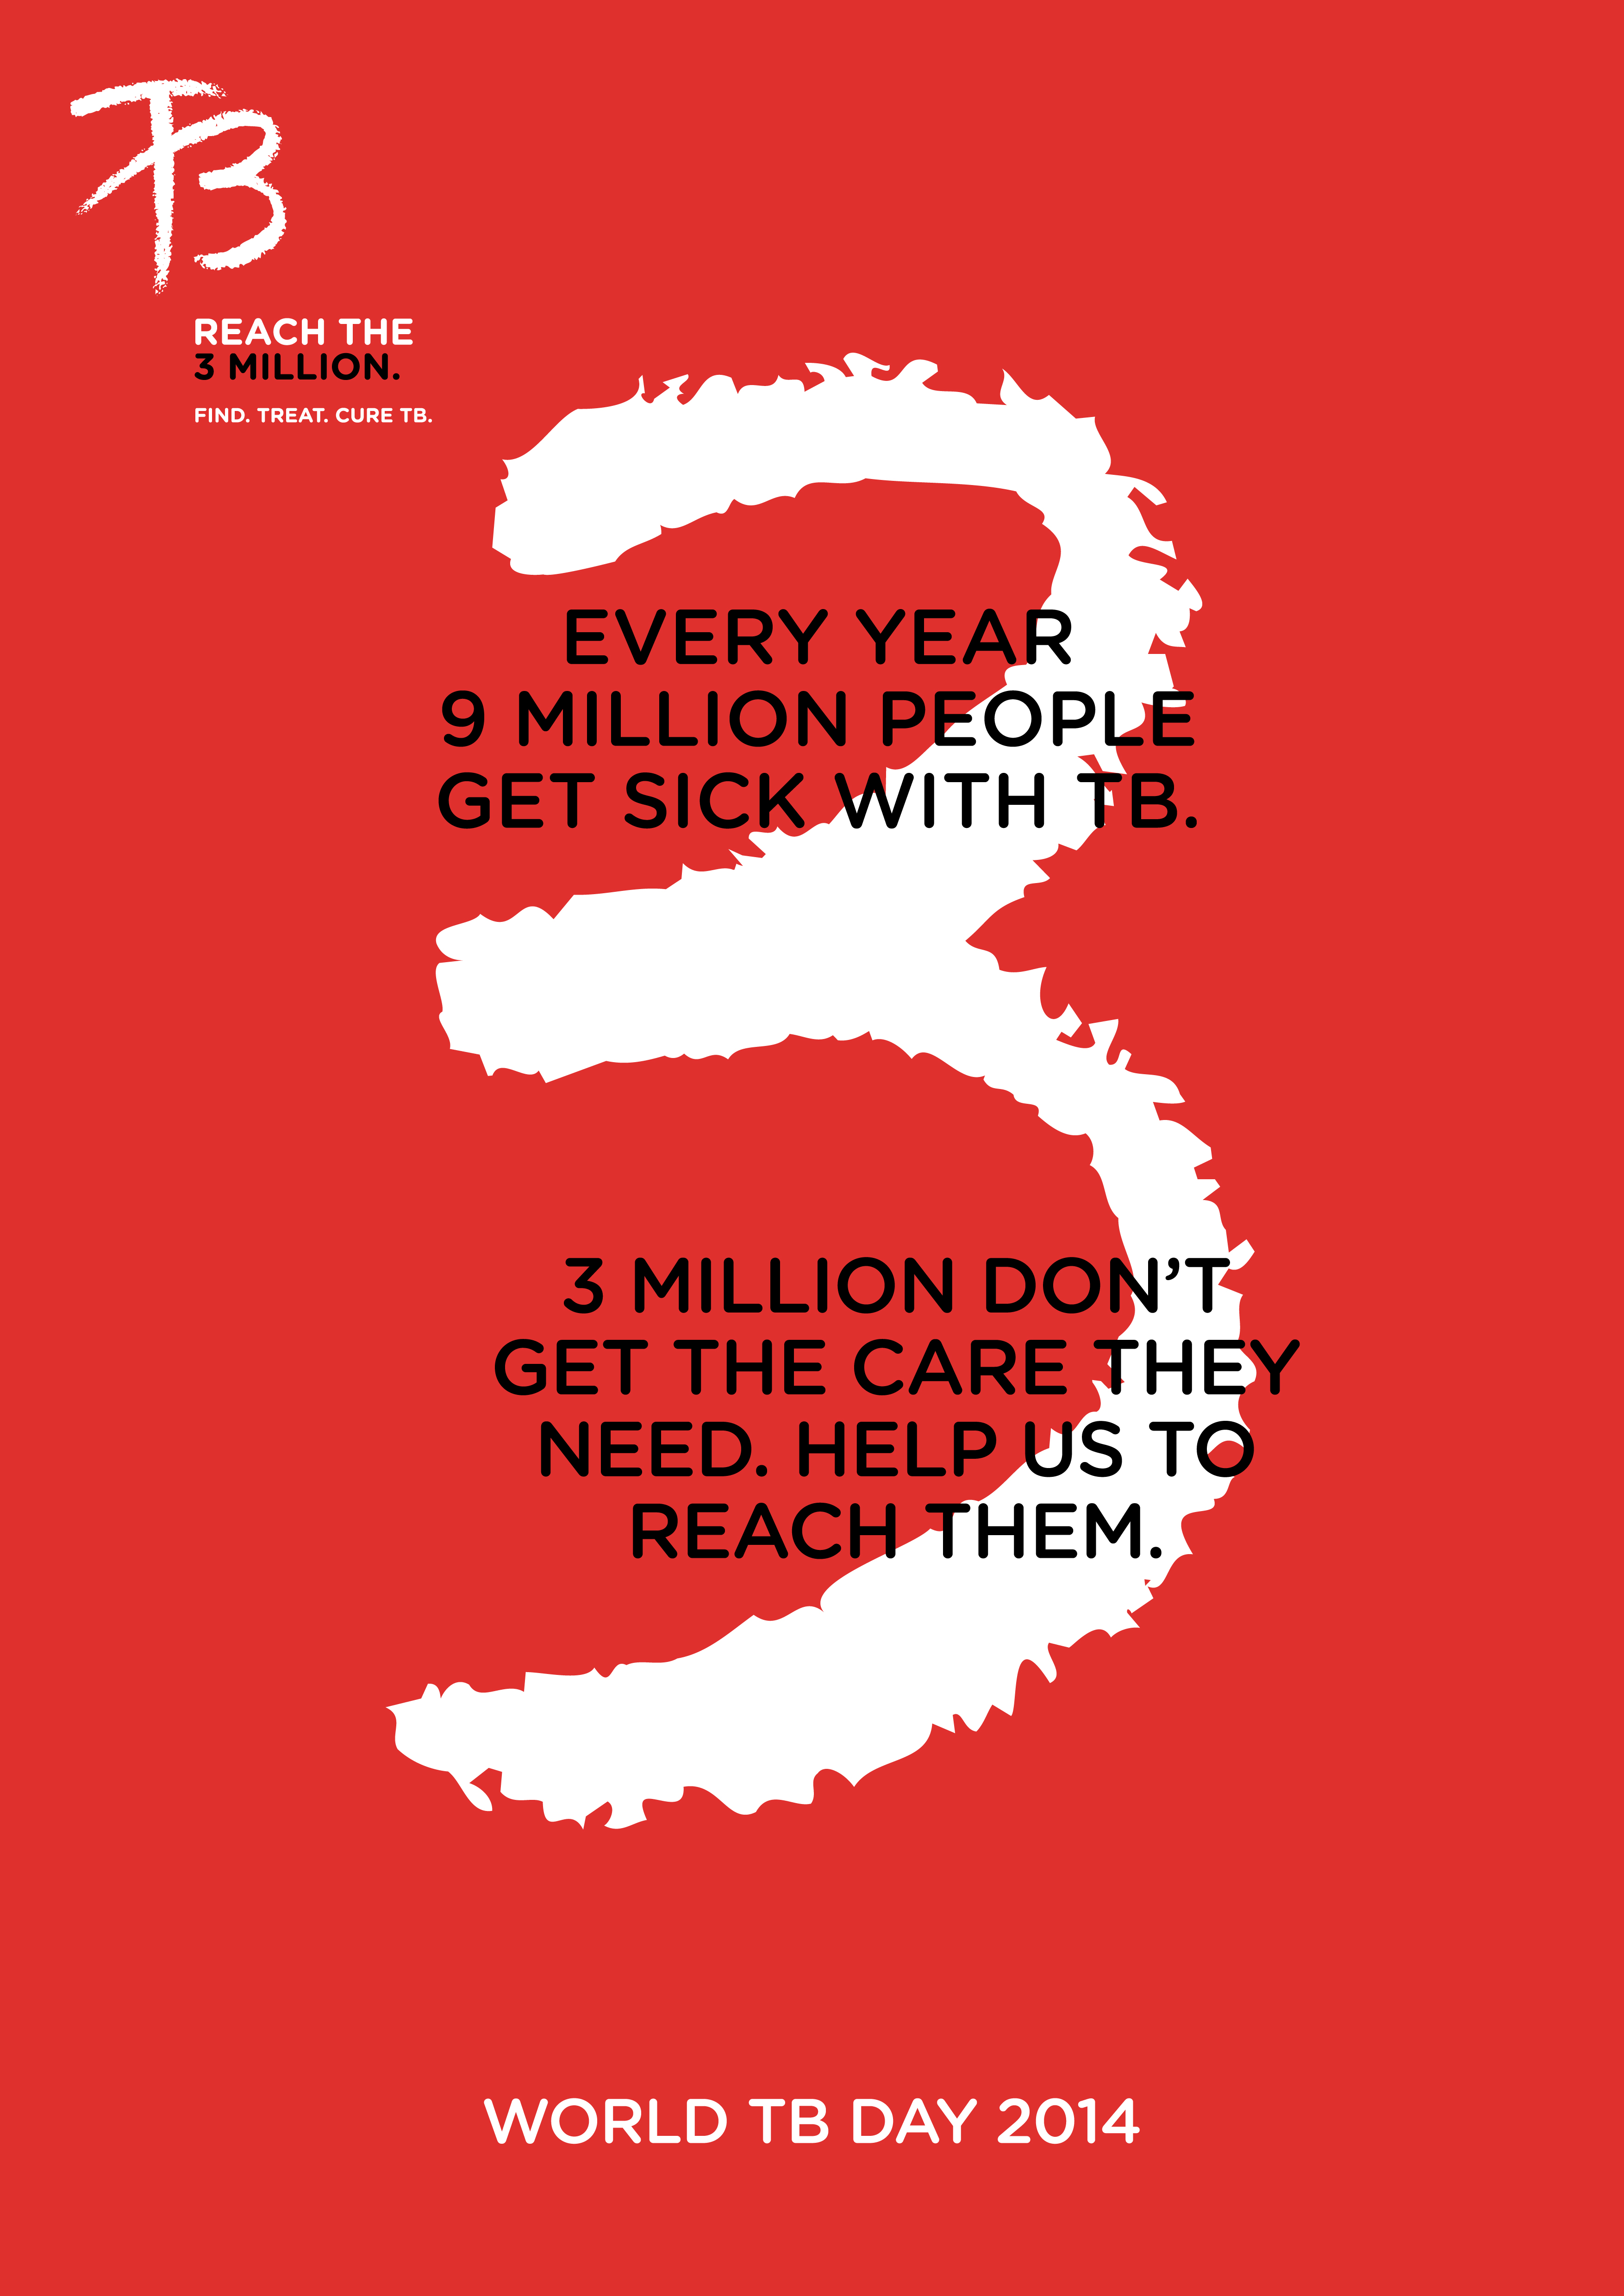 TB
REACH THE
3 MILLION.
FIND. TREAT. CURE TB.
3
EVERY YEAR
9 MILLION PEOPLE
GET SICK WITH TB.
3 MILLION DON’T
GET THE CARE THEY
NEED. HELP US TO
REACH THEM.
WORLD TB DAY 2014